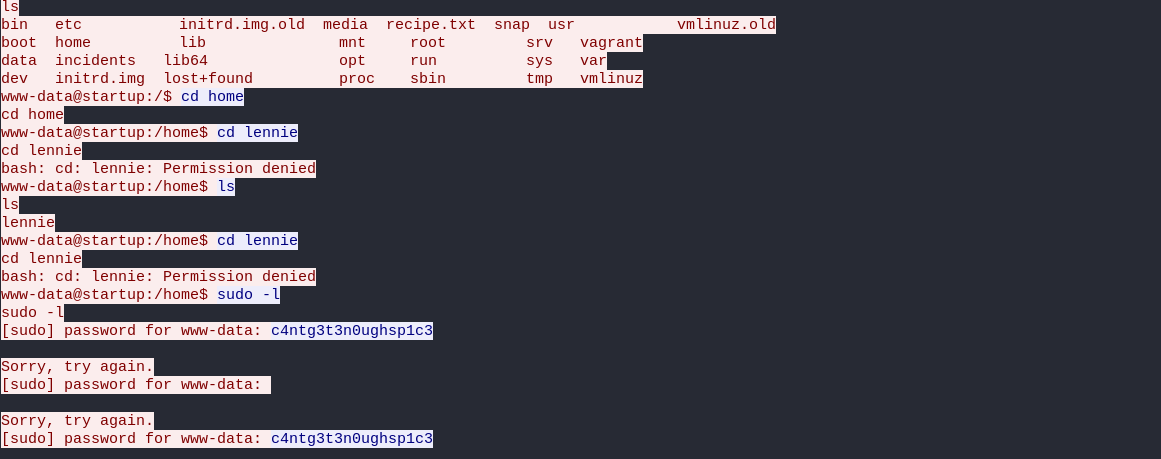 ls
bin   etc           initrd.img.old  media  recipe.txt  snap  usr           vmlinuz.old
boot  home          lib               mnt     root         srv   vagrant
data  incidents   lib64               opt     run          sys   var
dev   initrd.img  lost+found          proc    sbin         tmp   vmlinuz
www-data@startup:/$ cd home
cd home
www-data@startup:/home$ cd lennie
cd lennie
bash: cd: lennie: Permission denied
www-data@startup:/home$ ls
ls
lennie
www-data@startup:/home$ cd lennie
cd lennie
bash: cd: lennie: Permission denied
www-data@startup:/home$ sudo -l
sudo -l
[sudo] password for www-data: c4ntg3t3n0ughsp1c3
Sorry, try again.
[sudo] password for www-data:
Sorry, try again.
[sudo] password for www-data: c4ntg3t3n0ughsp1c3